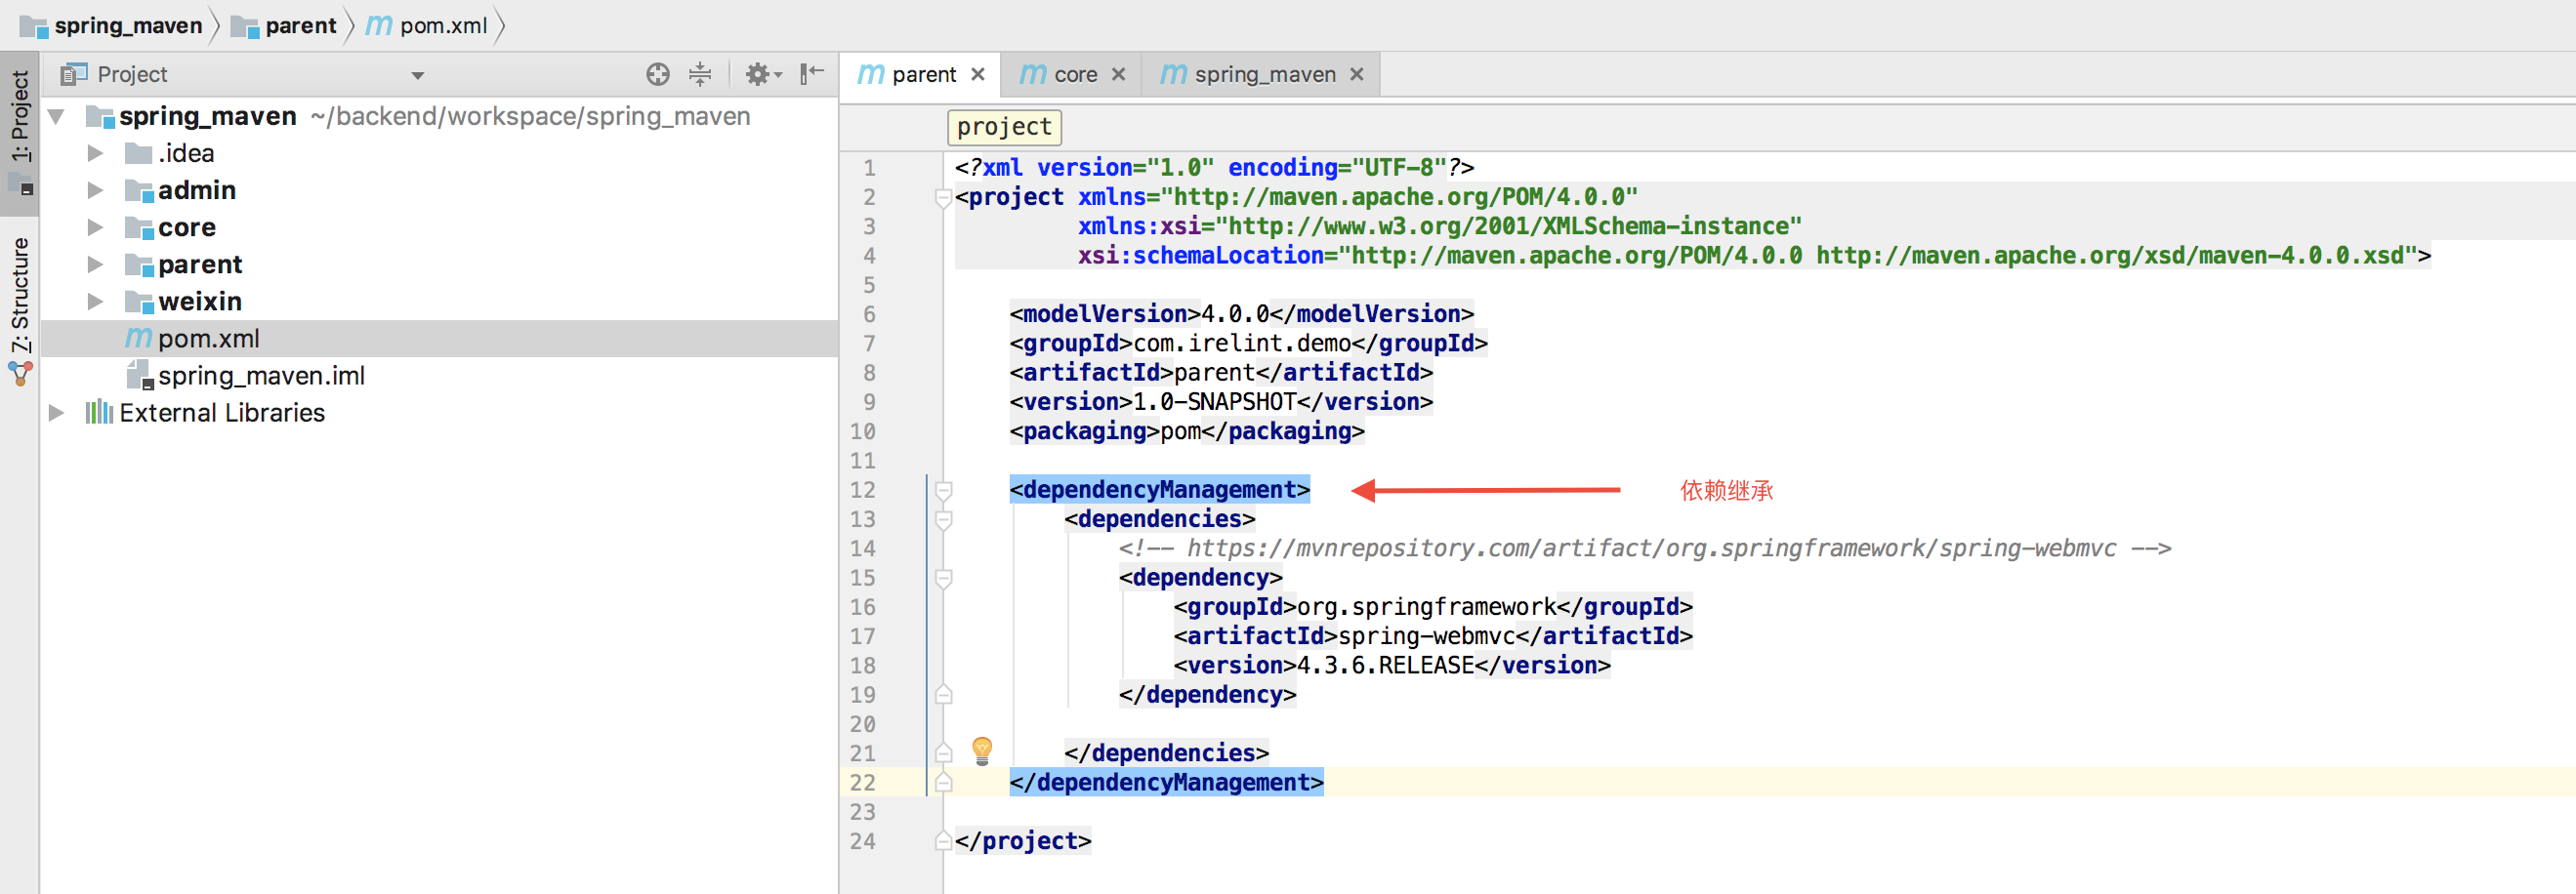 spring_maven parent pom.xml
1: Project
7: Structure
Project
spring_maven ~/backend/workspace/spring_maven
.idea
admin
core
parent
weixin
pom.xml
spring_maven.iml
External Libraries
parent core spring_maven
project
1 <?xml version="1.0" encoding="UTF-8"?>
2 <project xmlns="http://maven.apache.org/POM/4.0.0"
3 xmlns:xsi="http://www.w3.org/2001/XMLSchema-instance"
4 xsi:schemaLocation="http://maven.apache.org/POM/4.0.0 http://maven.apache.org/xsd/maven-4.0.0.xsd">
5
6 <modelVersion>4.0.0</modelVersion>
7 <groupId>com.irelint.demo</groupId>
8 <artifactId>parent</artifactId>
9 <version>1.0-SNAPSHOT</version>
10 <packaging>pom</packaging>
11
12 <dependencyManagement> 依赖继承
13 <dependencies>
14 <!-- https://mvnrepository.com/artifact/org.springframework/spring-webmvc -->
15 <dependency>
16 <groupId>org.springframework</groupId>
17 <artifactId>spring-webmvc</artifactId>
18 <version>4.3.6.RELEASE</version>
19 </dependency>
20
21 </dependencies>
22 </dependencyManagement>
23
24 </project>